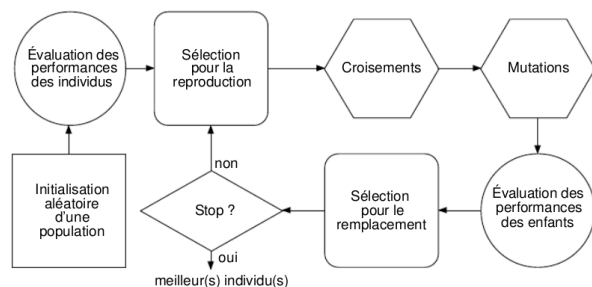 Évaluation des
performances
des individus
Sélection
pour la
reproduction
Croisements
Mutations
non
Initialisation
aléatoire
d'une
population
Stop ?
Sélection
pour le
remplacement
Évaluation des
performances
des enfants
oui
meilleur(s) individu(s)